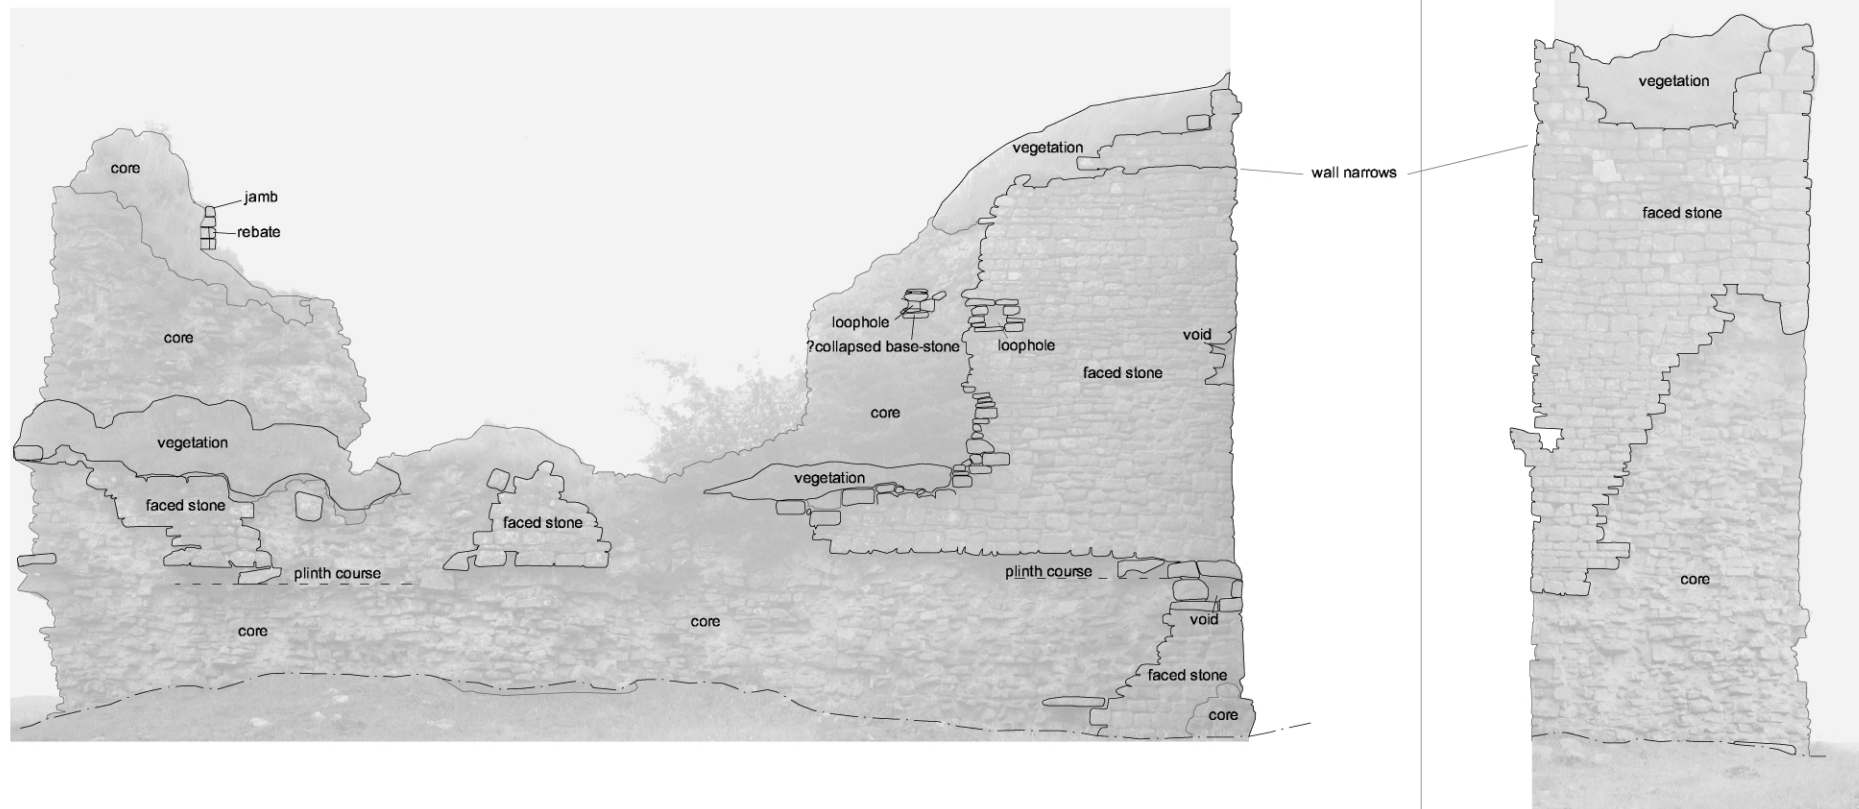 core
jamb
rebate
core
vegetation
faced stone
plinth course
core
faced stone
core
vegetation
loophole
?collapsed base-stone
loophole
void
faced stone
core
vegetation
plinth course
void
faced stone
core
wall narrows
vegetation
faced stone
core